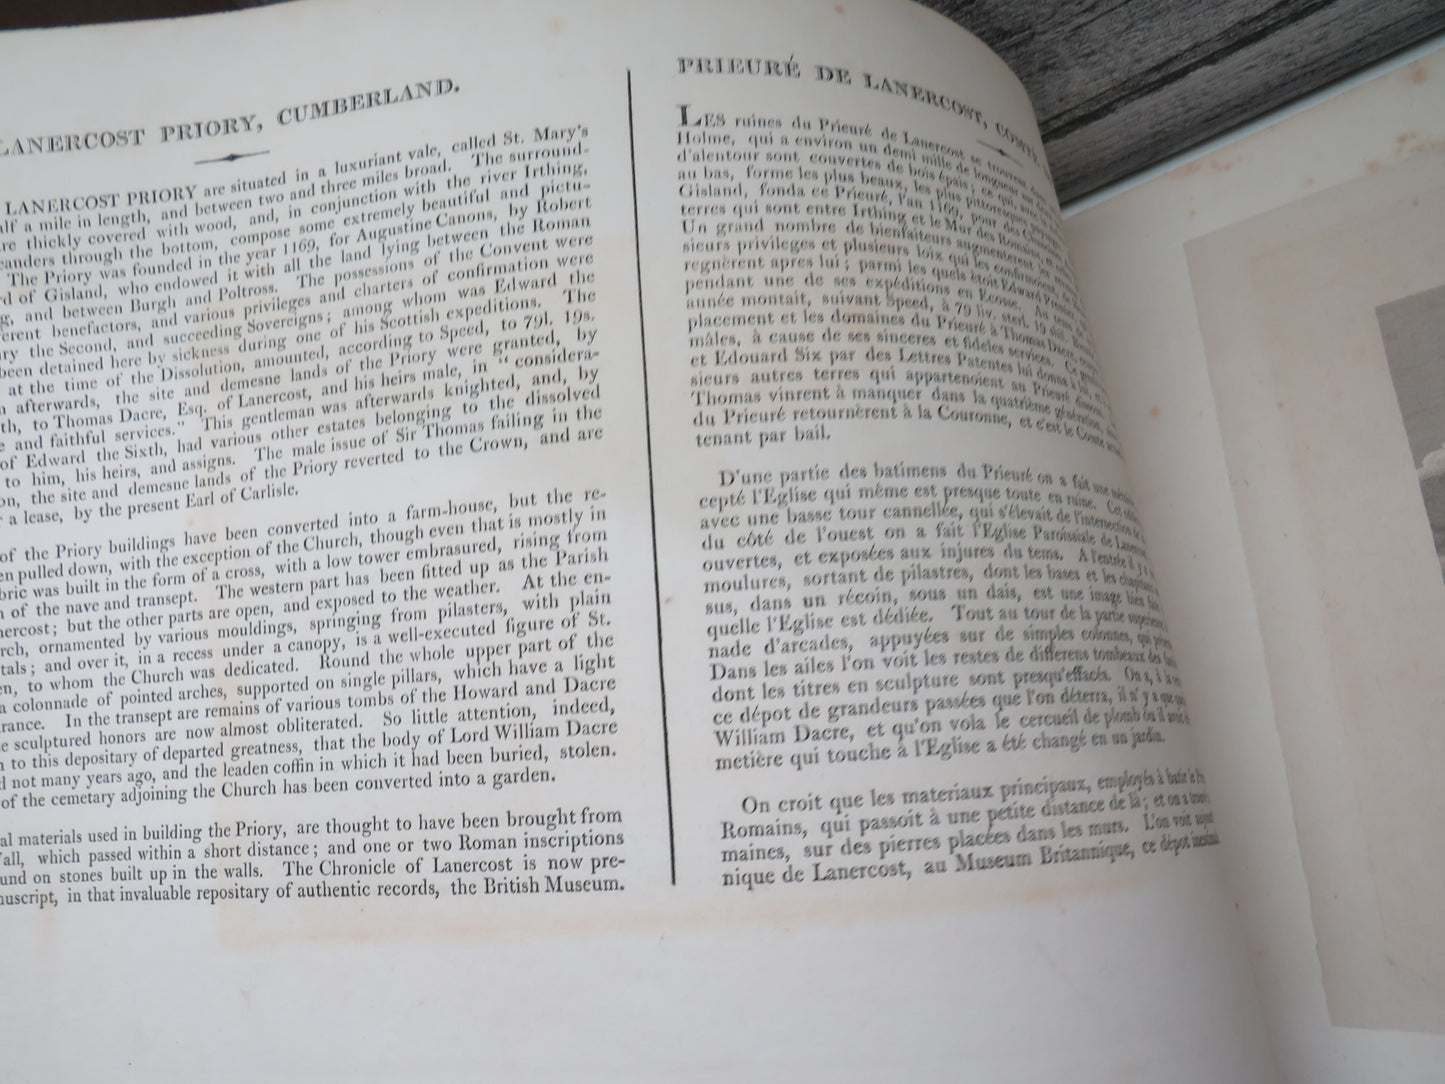 LANERCOST PRIORY, CUMBERLAND.
LANERCOST PRIORY are situated in a luxuriant vale, called St. Mary's
half a mile in length, and between two and three miles broad. The surround-
are thickly covered with wood, and, in conjunction with the river Irthing,
meanders through the bottom, compose some extremely beautiful and pictu-
The Priory was founded in the year 1169, for Augustine Canons, by Robert
of Gisland, who endowed it with all the land lying between the Roman
and between Burgh and Poltross. The possessions of the Convent were
benefactors, and various privileges and charters of confirmation were
the Second, and succeeding Sovereigns; among whom was Edward the
been detained here by sickness during one of his Scottish expeditions. The
at the time of the Dissolution, amounted, according to Speed, to 79l. 19s.
afterwards, the site and demesne lands of the Priory were granted, by
to Thomas Dacre, Esq. of Lanercost, and his heirs male, in "considera-
and faithful services." This gentleman was afterwards knighted, and, by
of Edward the Sixth, had various other estates belonging to the dissolved
to him, his heirs, and assigns. The male issue of Sir Thomas failing in the
the site and demesne lands of the Priory reverted to the Crown, and are
a lease, by the present Earl of Carlisle.
of the Priory buildings have been converted into a farm-house, but the re-
pulled down, with the exception of the Church, though even that is mostly in
was built in the form of a cross, with a low tower embrasured, rising from
of the nave and transept. The western part has been fitted up as the Parish
but the other parts are open, and exposed to the weather. At the en-
ornamented by various mouldings, springing from pilasters, with plain
and over it, in a recess under a canopy, is a well-executed figure of St.
to whom the Church was dedicated. Round the whole upper part of the
a colonnade of pointed arches, supported on single pillars, which have a light
In the transept are remains of various tombs of the Howard and Dacre
sculptured honors are now almost obliterated. So little attention, indeed,
to this depositary of departed greatness, that the body of Lord William Dacre
not many years ago, and the leaden coffin in which it had been buried, stolen.
of the cemetary adjoining the Church has been converted into a garden.
materials used in building the Priory, are thought to have been brought from
which passed within a short distance; and one or two Roman inscriptions
on stones built up in the walls. The Chronicle of Lanercost is now pre-
in that invaluable repositary of authentic records, the British Museum.
PRIEURÉ DE LANERCOST,
LES ruines du Prieuré de Lanercost se trouvent
Holme, qui a environ un demi mille de longueur
d'alentour sont couvertes de bois épais;
au bas, forme les plus beaux, les plus pittoresques
Gisland, fonda ce Prieuré, l'an 1169, pour des
terres qui sont entre Irthing et le Mur des Romains,
Un grand nombre de bienfaiteurs augmenterent
sieurs privileges et plusieurs loix qui les confirmoient
regnèrent apres lui; parmi les quels ètoit Edward Premier
pendant une de ses expéditions en Ecosse. Au tems
année montait, suivant Speed, à 79 liv. sterl. 19 shil.
placement et les domaines du Prieuré à Thomas Dacre,
mâles, à cause de ses sinceres et fideles services.
et Edouard Six par des Lettres Patentes lui donna
sieurs autres terres qui appartenoient au Prieuré
Thomas vinrent à manquer dans la quatrième génération,
du Prieuré retournèrent à la Couronne, et c'est le Comte
tenant par bail.
D'une partie des batimens du Prieuré on a fait une
cepté l'Eglise qui même est presque toute en ruine.
avec une basse tour cannellée, qui s'élevait de l'intersection
du côté de l'ouest on a fait l'Eglise Paroissiale de Lanercost
ouvertes, et exposées aux injures du tems. A l'entrée il y a
moulures, sortant de pilastres, dont les bases et les
sus, dans un récoin, sous un dais, est une image bien
quelle l'Eglise est dédiée. Tout au tour de la partie superieure
nade d'arcades, appuyées sur de simples colonnes, qui
Dans les ailes l'on voit les restes de differens tombeaux des
dont les titres en sculpture sont presqu'effacés. On a, à
ce dépot de grandeurs passées que l'on déterra, il n'y a que
William Dacre, et qu'on vola le cercueil de plomb ou il
metière qui touche à l'Eglise a été changé en un jardin.
On croit que les materiaux principaux, employés à batir le
Romains, qui passoit à une petite distance de là; et on a
maines, sur des pierres placées dans les murs. L'on voit
nique de Lanercost, au Museum Britannique, ce dépot